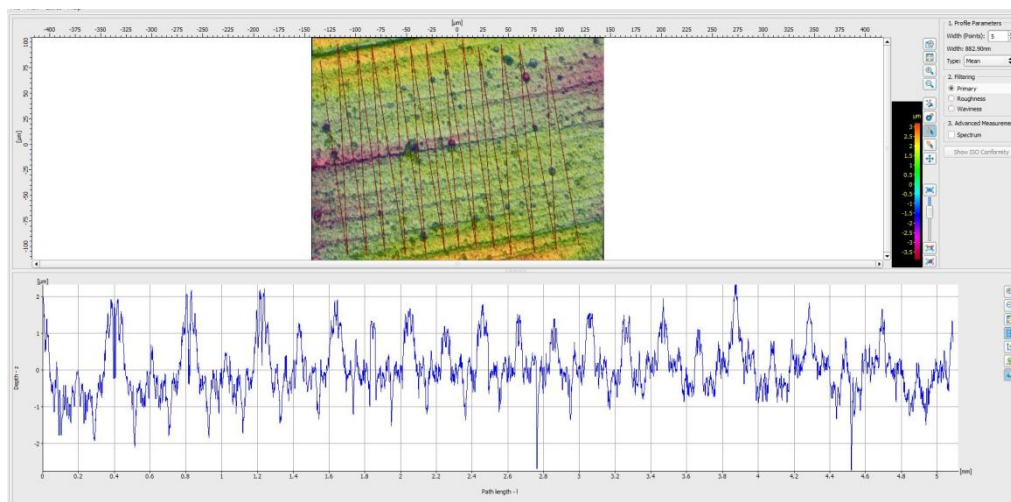 [µm]
-400 -375 -350 -325 -300 -275 -250 -225 -200 -175 -150 -125 -100 -75 -50 -25 0 25 50 75 100 125 150 175 200 225 250 275 300 325 350 375 400
[µm]
100
75
50
25
0
-25
-50
-75
-100
µm
3
2.5
2
1.5
1
0.5
0
-0.5
-1
-1.5
-2
-2.5
-3
-3.5
1. Profile Parameters
Width (Points): 5
Width: 882.90nm
Type: Mean
2. Filtering
Primary
Roughness
Waviness
3. Advanced Measureme
Spectrum
Show ISO Conformity
[µm]
2
1
0
-1
-2
Depth - z
0 0.2 0.4 0.6 0.8 1 1.2 1.4 1.6 1.8 2 2.2 2.4 2.6 2.8 3 3.2 3.4 3.6 3.8 4 4.2 4.4 4.6 4.8 5
[mm]
Path length - l